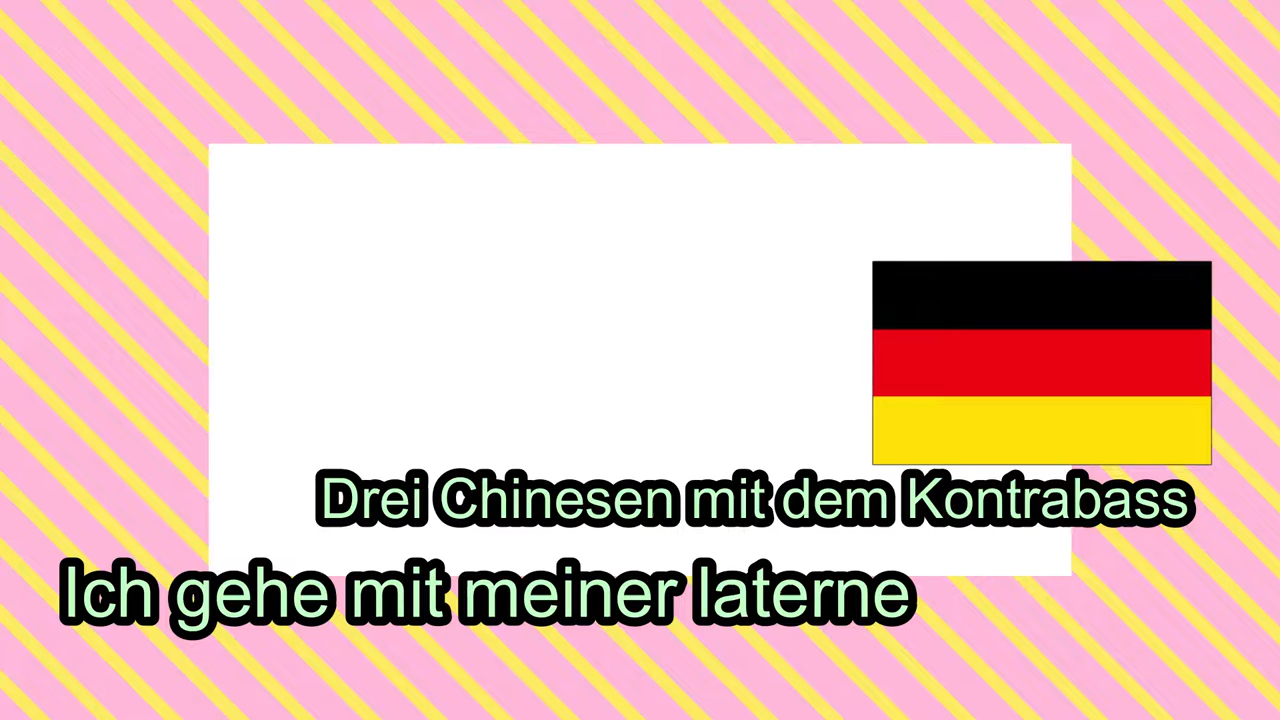 Drei Chinesen mit dem Kontrabass
Ich gehe mit meiner laterne